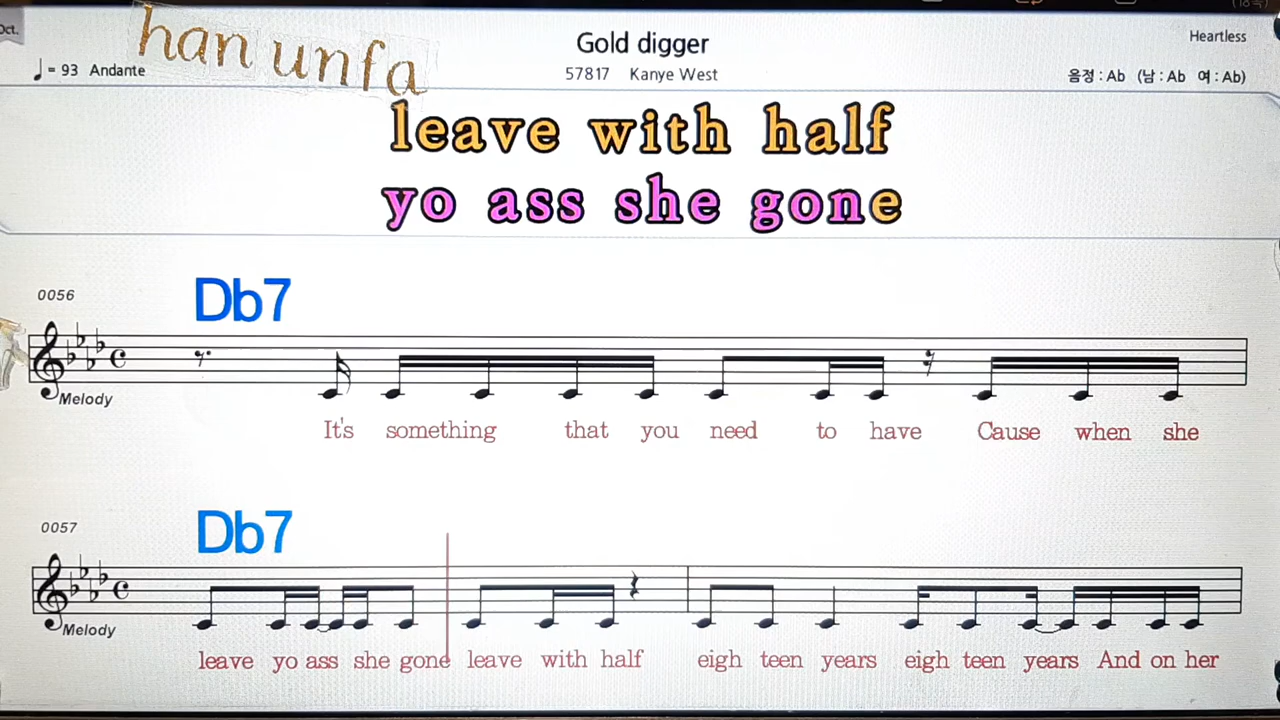 Oct.
han unfa
♩= 93 Andante
Gold digger
57817 Kanye West
Heartless
음정 : Ab (남 : Ab 여 : Ab)
leave with half
yo ass she gone
0056
Db7
Melody
It's something that you need to have Cause when she
0057
Db7
Melody
leave yo ass she gone leave with half eigh teen years eigh teen years And on her